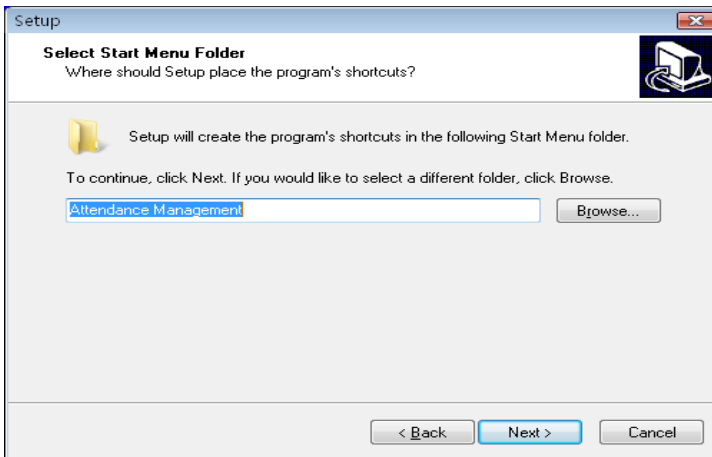 Setup
Select Start Menu Folder
Where should Setup place the program's shortcuts?
Setup will create the program's shortcuts in the following Start Menu folder.
To continue, click Next. If you would like to select a different folder, click Browse.
Attendance Management
Browse...
< Back
Next >
Cancel